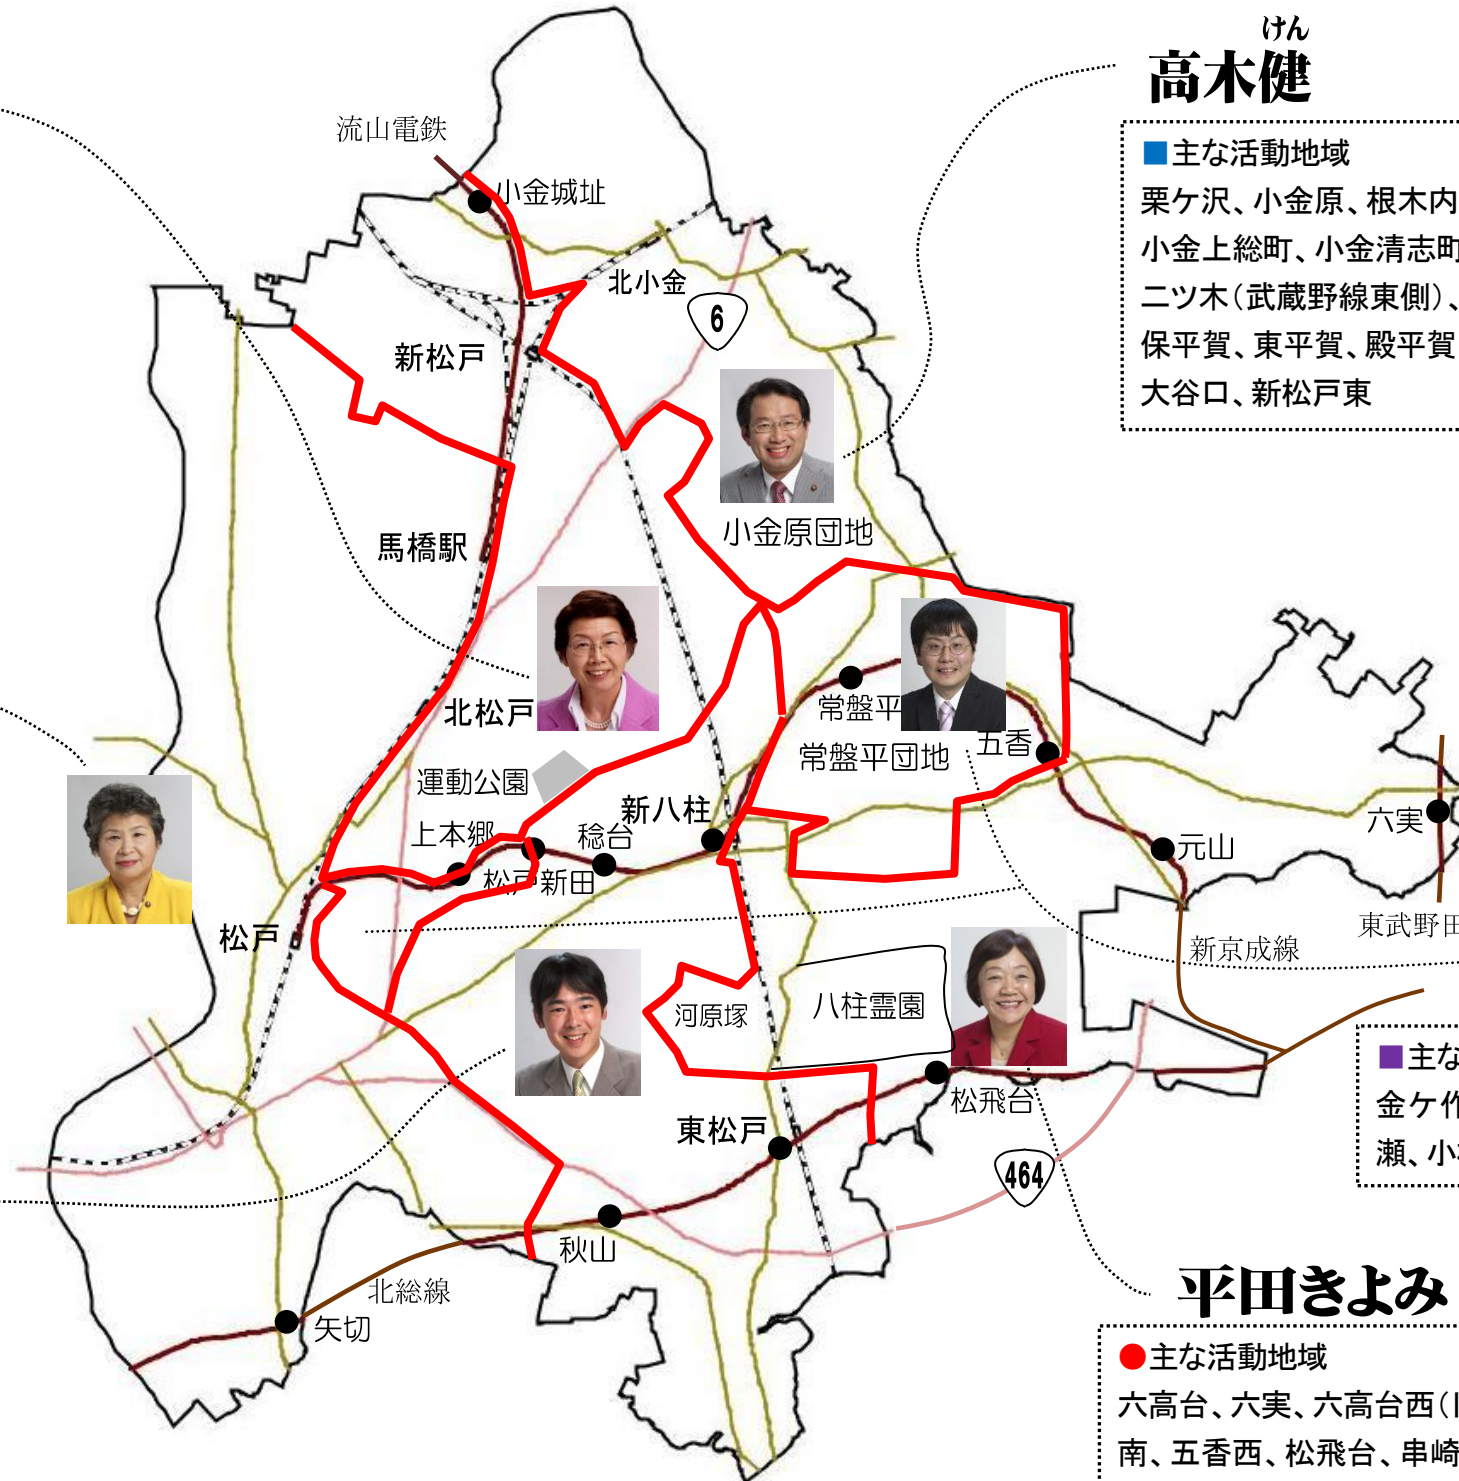 けん
高木健
■主な活動地域
栗ケ沢、小金原、根木内
小金上総町、小金清志町
二ツ木（武蔵野線東側）、
保平賀、東平賀、殿平賀
大谷口、新松戸東
流山電鉄
小金城址
北小金
6
新松戸
小金原団地
馬橋駅
北松戸
常盤平
五香
常盤平団地
運動公園
新八柱
上本郷
稔台
六実
元山
松戸新田
松戸
東武野田
新京成線
八柱霊園
河原塚
■主な
金ケ作
瀬、小
松飛台
東松戸
464
秋山
北総線
矢切
平田きよみ
●主な活動地域
六高台、六実、六高台西（
南、五香西、松飛台、串崎